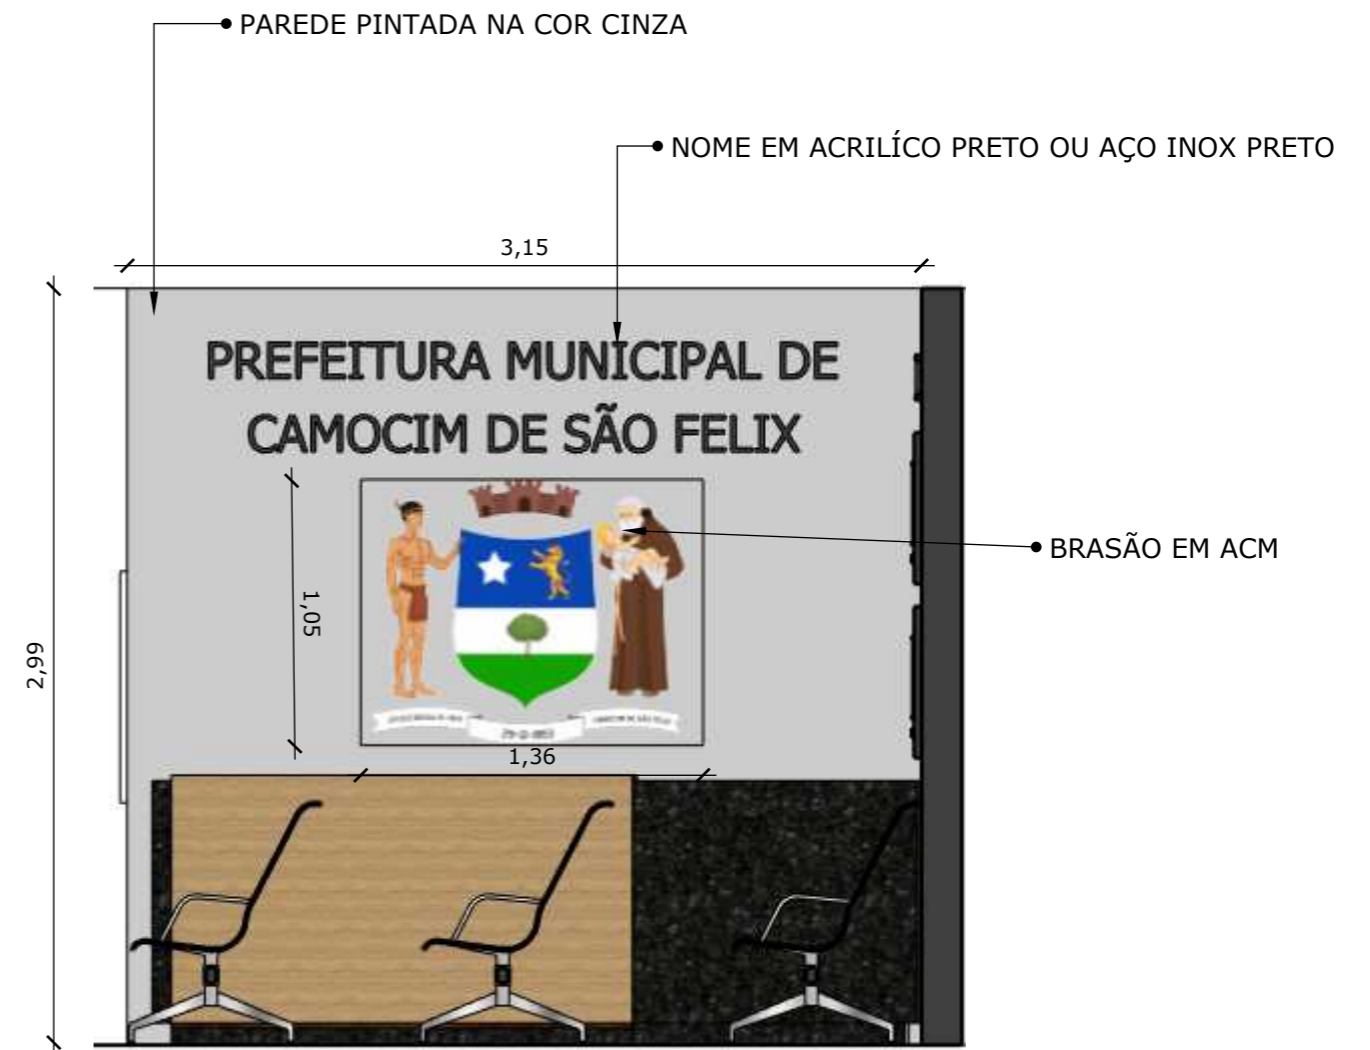 PAREDE PINTADA NA COR CINZA
NOME EM ACRILÍCO PRETO OU AÇO INOX PRETO
3,15
PREFEITURA MUNICIPAL DE
CAMOCIM DE SÃO FELIX
BRASÃO EM ACM
1,05
2,99
1,36